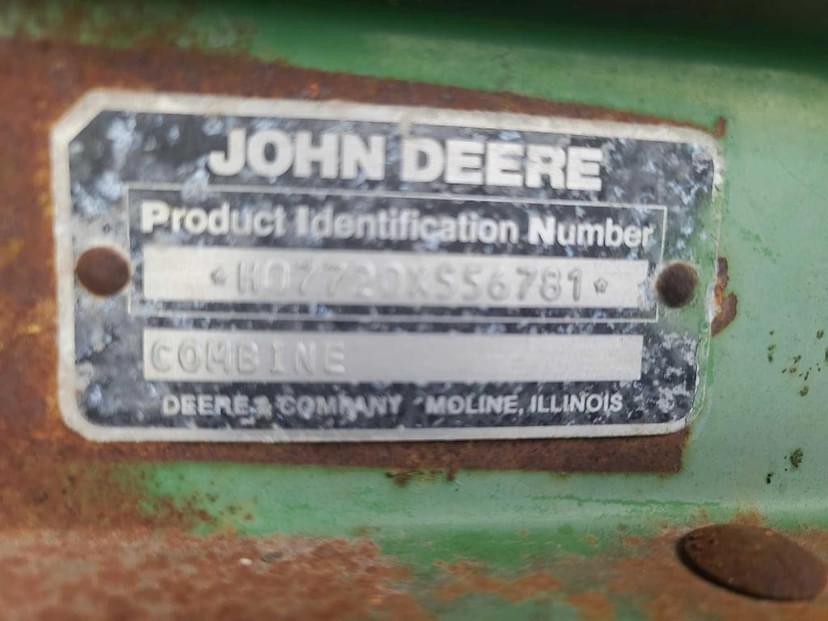 JOHN DEERE
Product Identification Number
*H07720X556781*
COMBINE
DEERE & COMPANY MOLINE, ILLINOIS